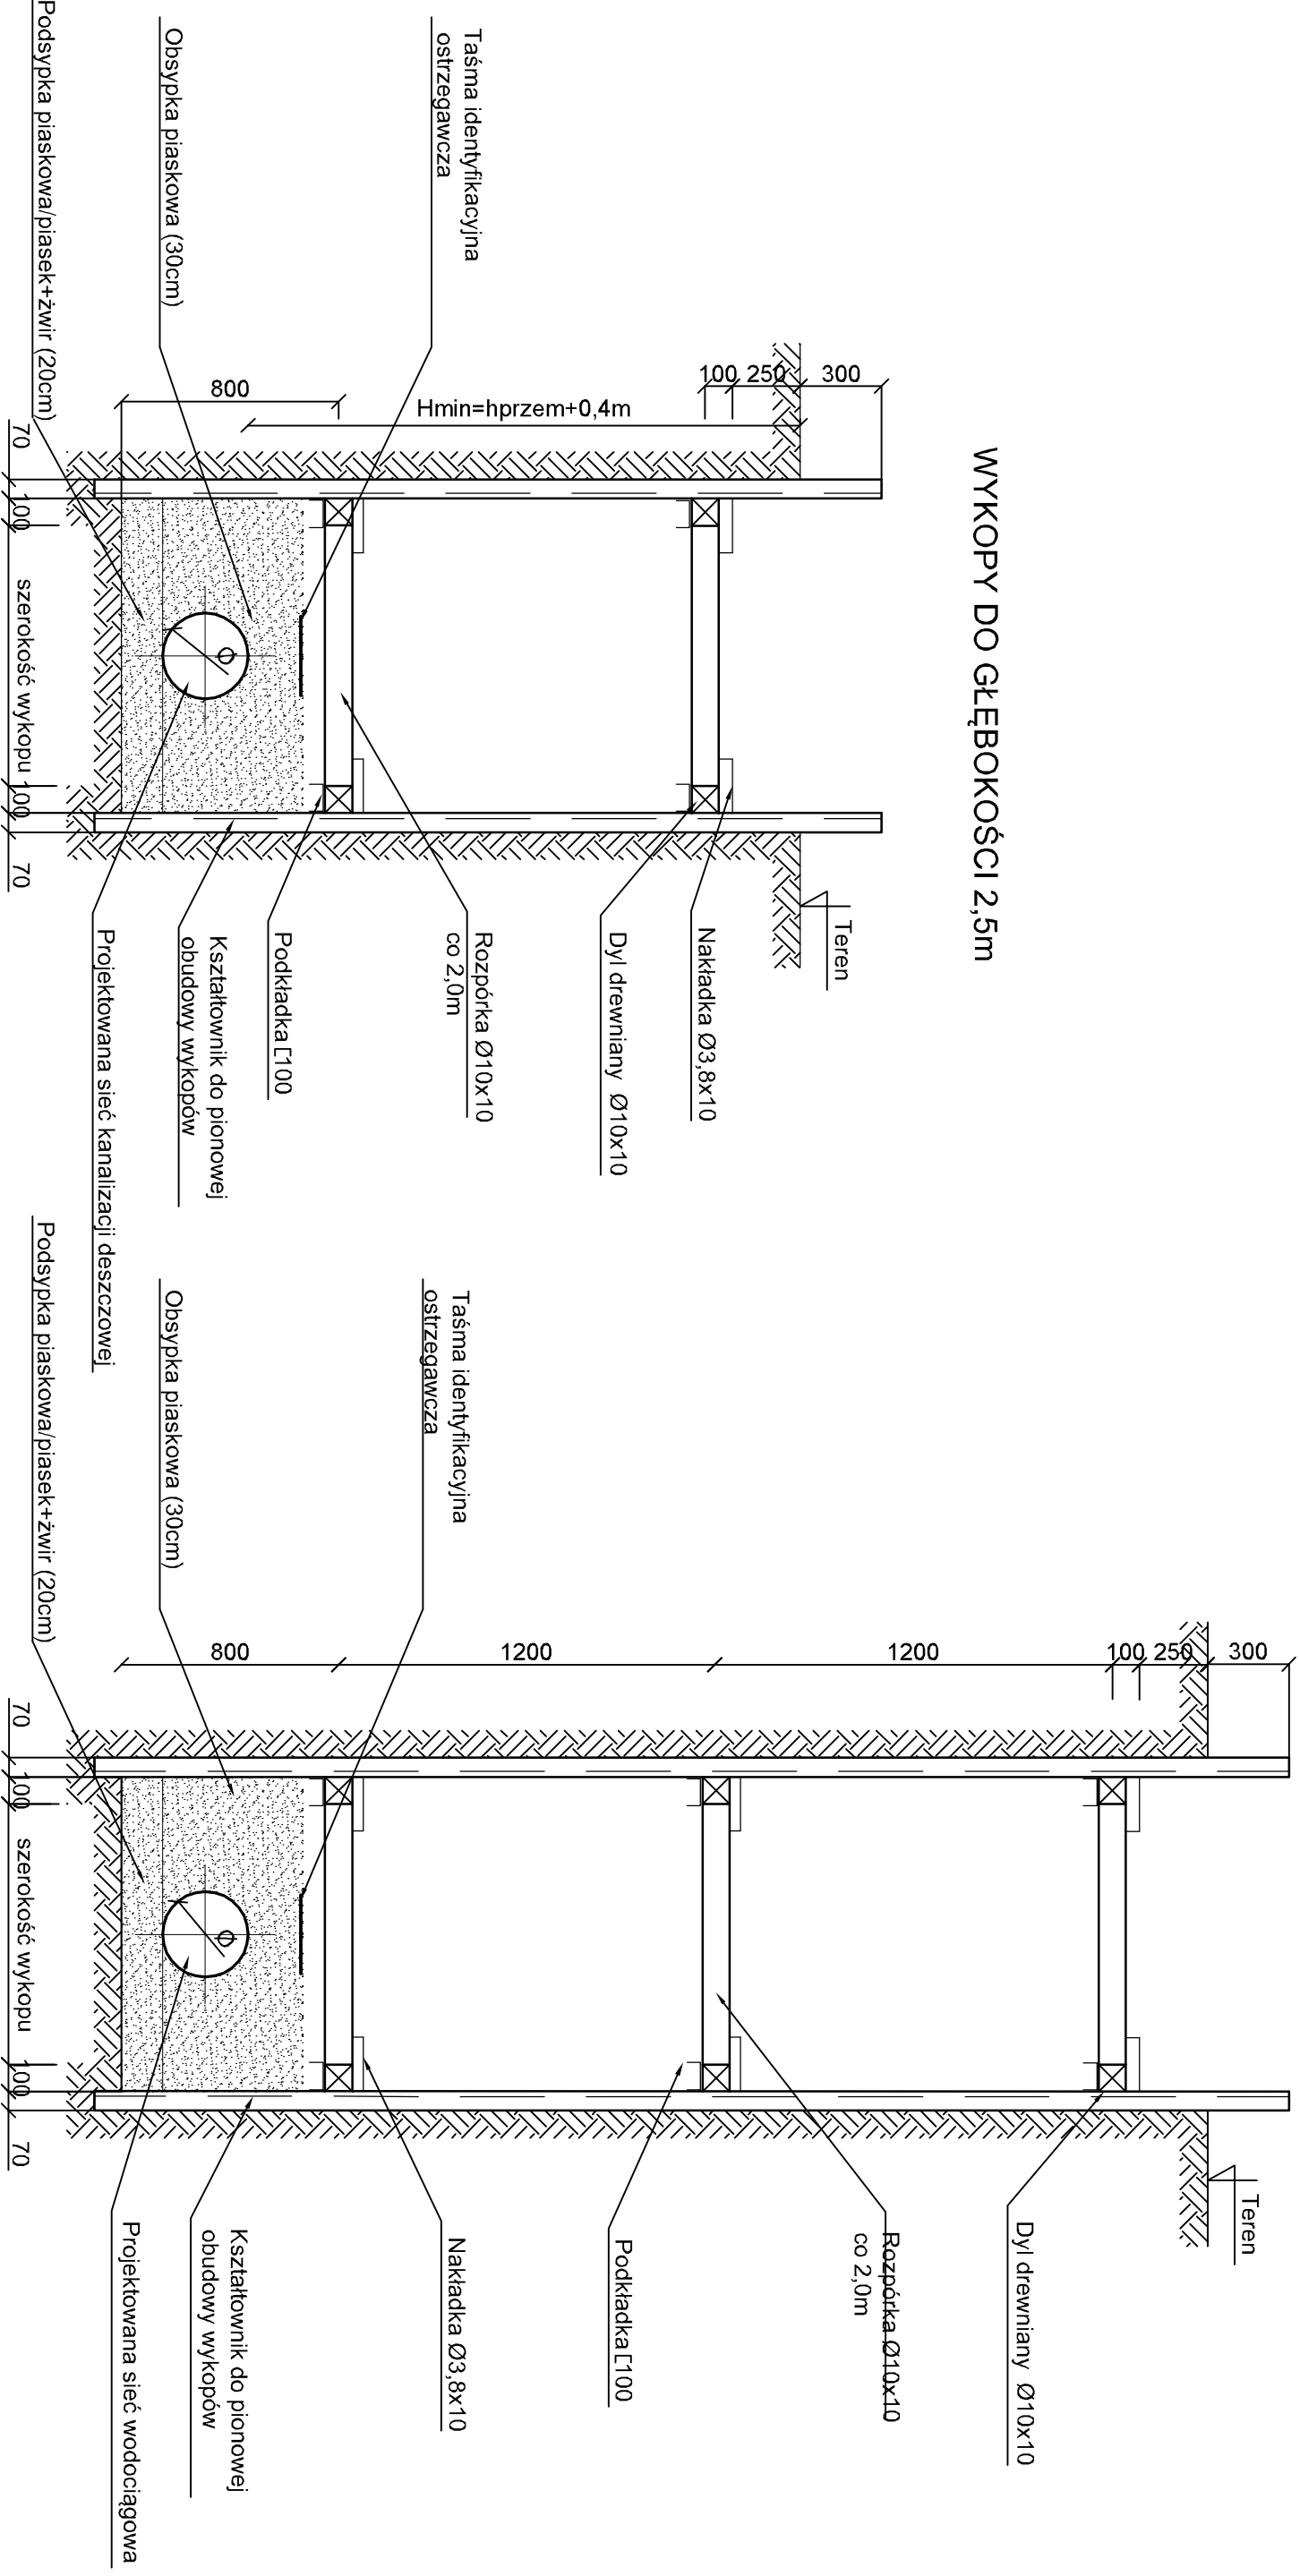 WYKOPY DO GŁĘBOKOŚCI 2,5m
Taśma identyfikacyjna
ostrzegawcza
Obsypka piaskowa (30cm)
Podsypka piaskowa/piasek+żwir (20cm)
300
250
100
Hmin=hprzem+0,4m
800
Teren
Nakładka Ø3,8x10
Dyl drewniany Ø10x10
Rozpórka Ø10x10
co 2,0m
Podkładka [100
Kształtownik do pionowej
obudowy wykopów
Projektowana sieć kanalizacji deszczowej
Ø
70
100
szerokość wykopu
100
70
Taśma identyfikacyjna
ostrzegawcza
Obsypka piaskowa (30cm)
Podsypka piaskowa/piasek+żwir (20cm)
300
250
100
1200
1200
800
Teren
Dyl drewniany Ø10x10
Rozpórka Ø10x10
co 2,0m
Podkładka [100
Nakładka Ø3,8x10
Kształtownik do pionowej
obudowy wykopów
Projektowana sieć wodociągowa
Ø
70
100
szerokość wykopu
100
70